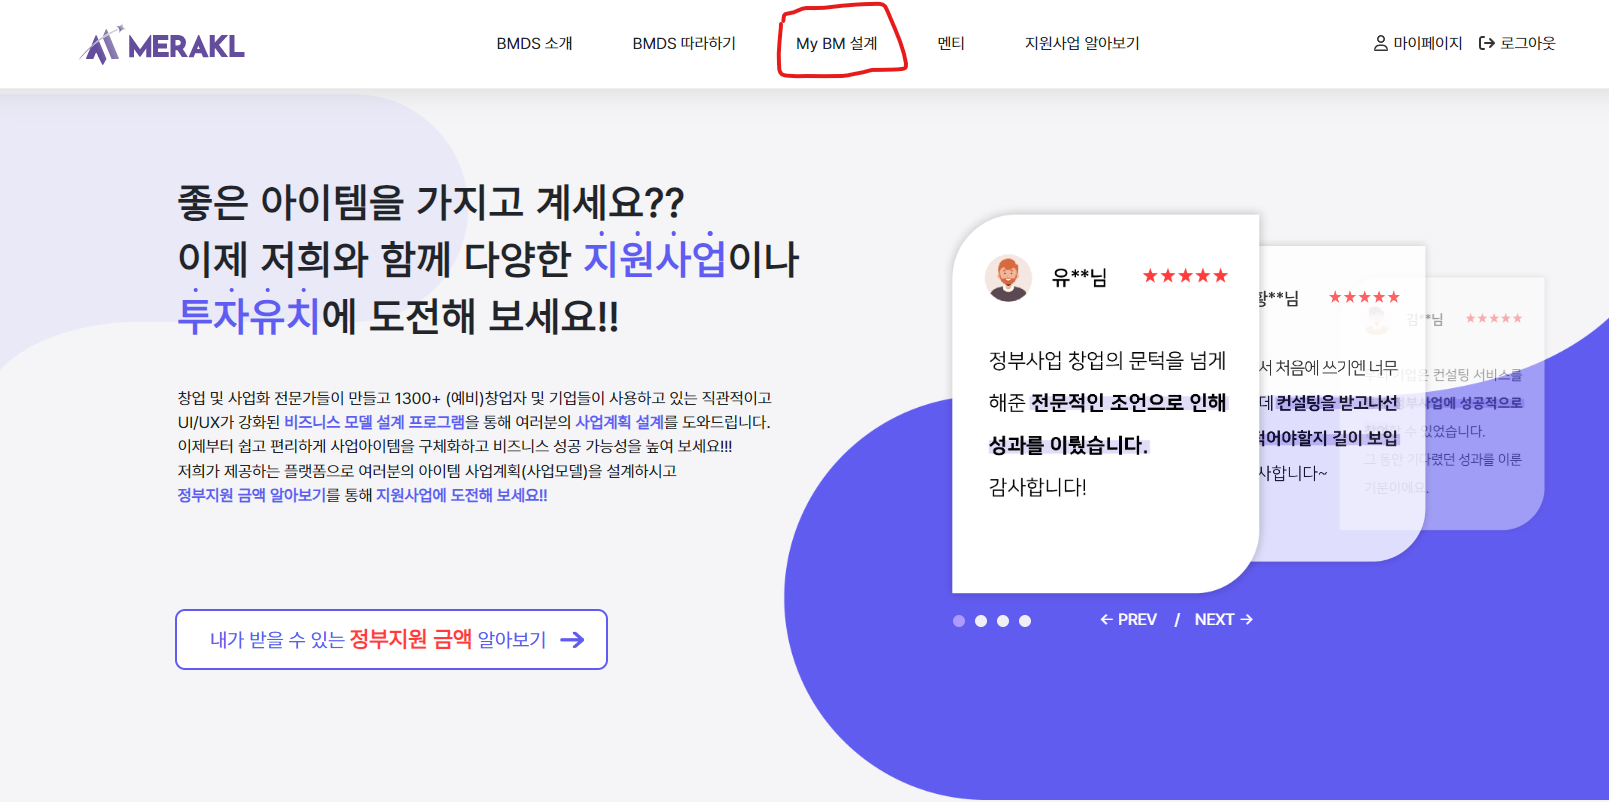 MERAKL
BMDS 소개
BMDS 따라하기
My BM 설계
멘티
지원사업 알아보기
마이페이지
로그아웃
좋은 아이템을 가지고 계세요??
이제 저희와 함께 다양한 지원사업이나
투자유치에 도전해 보세요!!
창업 및 사업화 전문가들이 만들고 1300+ (예비)창업자 및 기업들이 사용하고 있는 직관적이고
UI/UX가 강화된 비즈니스 모델 설계 프로그램을 통해 여러분의 사업계획 설계를 도와드립니다.
이제부터 쉽고 편리하게 사업아이템을 구체화하고 비즈니스 성공 가능성을 높여 보세요!!!
저희가 제공하는 플랫폼으로 여러분의 아이템 사업계획(사업모델)을 설계하시고
정부지원 금액 알아보기를 통해 지원사업에 도전해 보세요!!
내가 받을 수 있는 정부지원 금액 알아보기
유**님 ★★★★★
정부사업 창업의 문턱을 넘게
해준 전문적인 조언으로 인해
성과를 이뤘습니다.
감사합니다!
황**님 ★★★★★
서 처음에 쓰기엔 너무
데 컨설팅을 받고나선
적어야할지 길이 보입
사합니다~
김**님 ★★★★★
컨설팅 서비스를
정부사업에 성공적으로
수 있었습니다.
그 동안 기다렸던 성과를 이룬
기분이에요.
← PREV / NEXT →